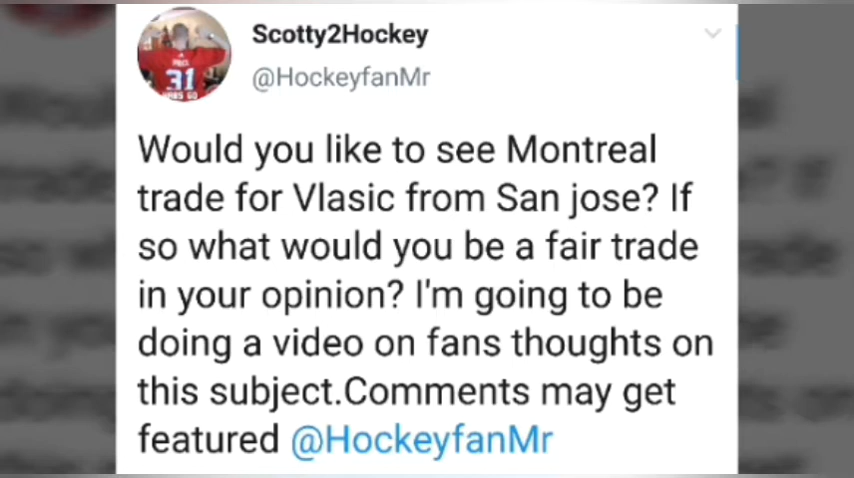 Scotty2Hockey
@HockeyfanMr
Would you like to see Montreal
trade for Vlasic from San jose? If
so what would you be a fair trade
in your opinion? I'm going to be
doing a video on fans thoughts on
this subject.Comments may get
featured @HockeyfanMr
31